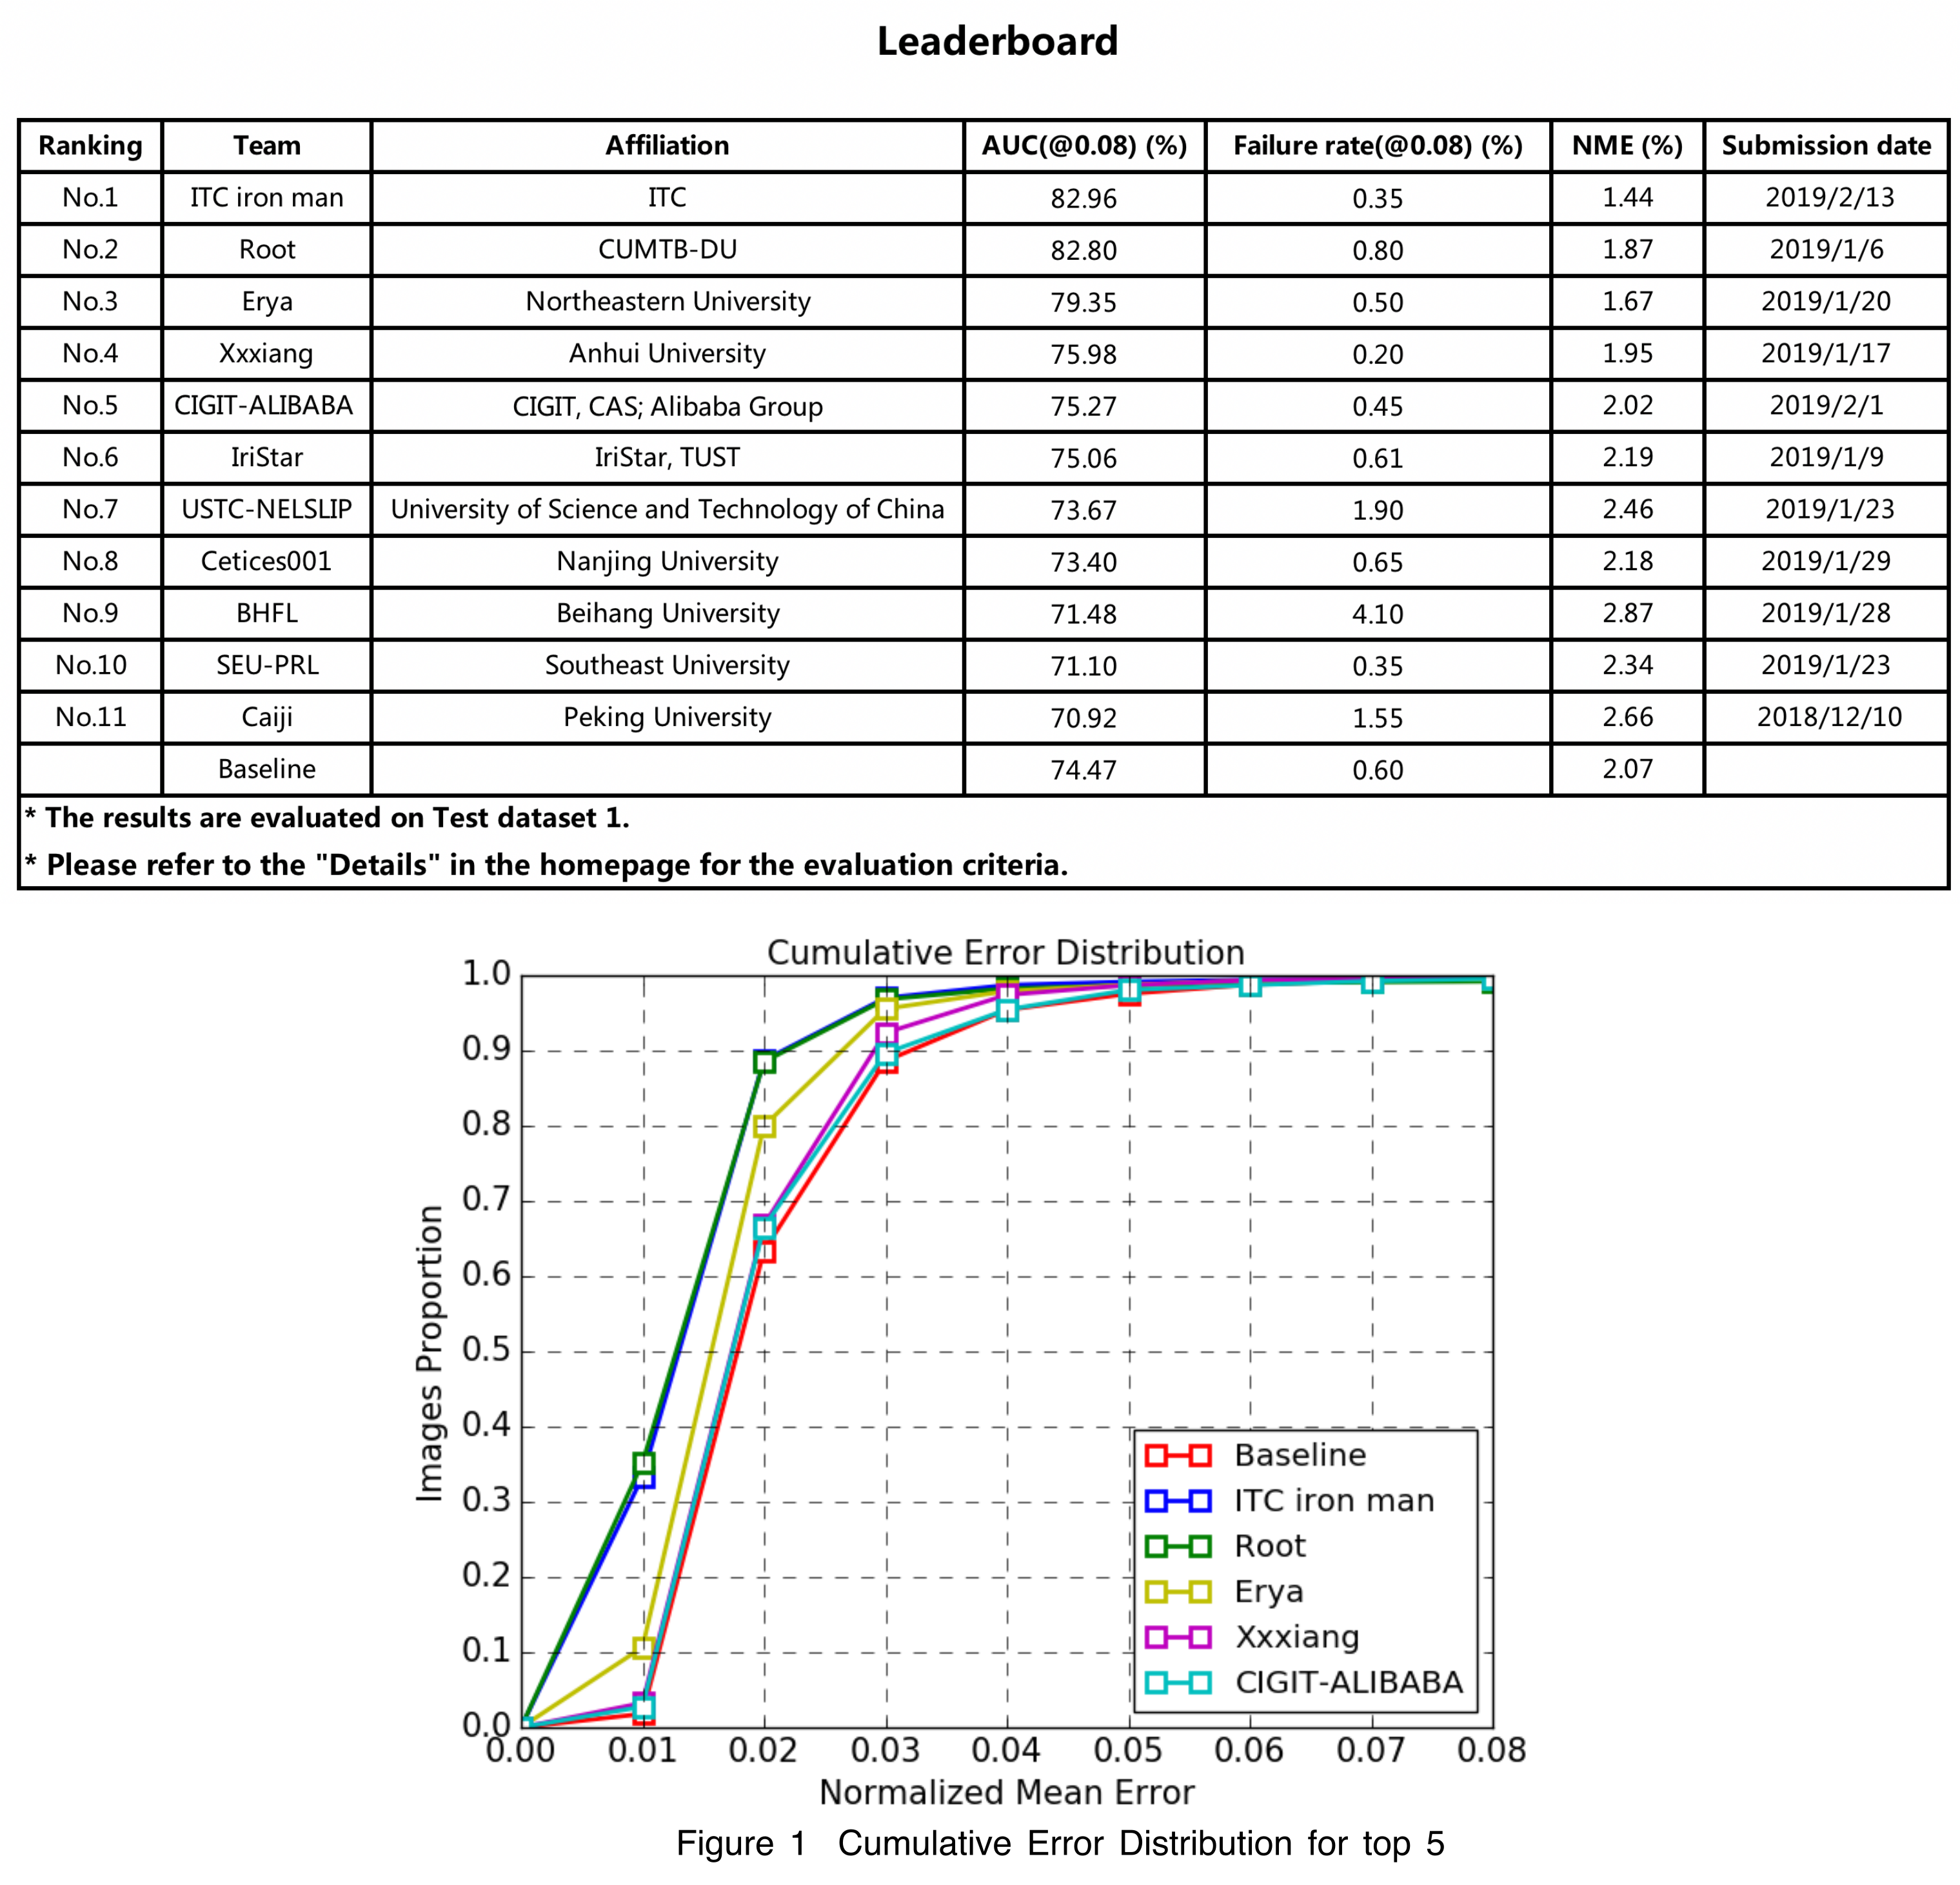 Leaderboard
Ranking Team Affiliation AUC(@0.08) (%) Failure rate(@0.08) (%) NME (%) Submission date
No.1 ITC iron man ITC 82.96 0.35 1.44 2019/2/13
No.2 Root CUMTB-DU 82.80 0.80 1.87 2019/1/6
No.3 Erya Northeastern University 79.35 0.50 1.67 2019/1/20
No.4 Xxxiang Anhui University 75.98 0.20 1.95 2019/1/17
No.5 CIGIT-ALIBABA CIGIT, CAS; Alibaba Group 75.27 0.45 2.02 2019/2/1
No.6 IriStar IriStar, TUST 75.06 0.61 2.19 2019/1/9
No.7 USTC-NELSLIP University of Science and Technology of China 73.67 1.90 2.46 2019/1/23
No.8 Cetices001 Nanjing University 73.40 0.65 2.18 2019/1/29
No.9 BHFL Beihang University 71.48 4.10 2.87 2019/1/28
No.10 SEU-PRL Southeast University 71.10 0.35 2.34 2019/1/23
No.11 Caiji Peking University 70.92 1.55 2.66 2018/12/10
Baseline 74.47 0.60 2.07
* The results are evaluated on Test dataset 1.
* Please refer to the "Details" in the homepage for the evaluation criteria.
Cumulative Error Distribution
1.0
0.9
0.8
0.7
0.6
0.5
0.4
0.3
0.2
0.1
0.0
Images Proportion
Baseline
ITC iron man
Root
Erya
Xxxiang
CIGIT-ALIBABA
0.00 0.01 0.02 0.03 0.04 0.05 0.06 0.07 0.08
Normalized Mean Error
Figure 1 Cumulative Error Distribution for top 5